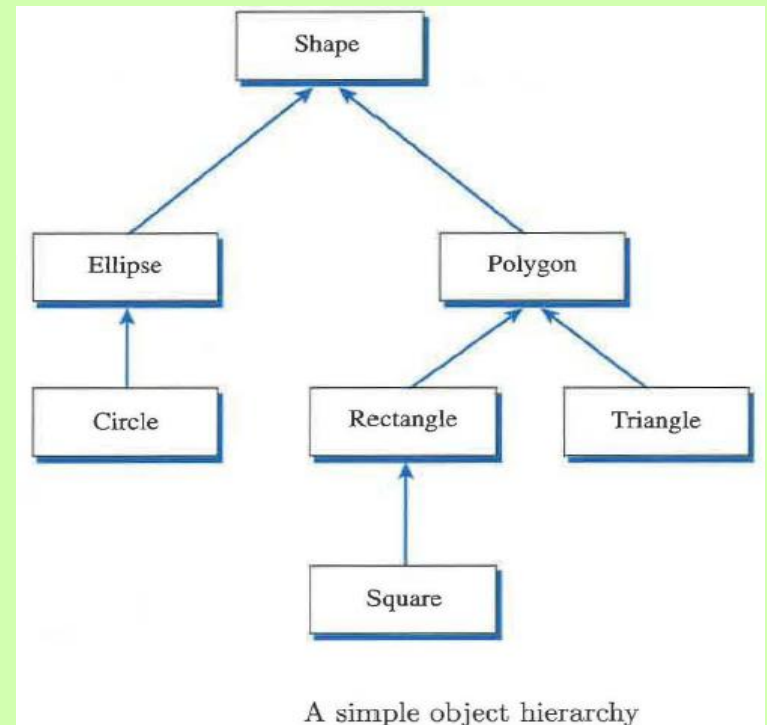 Shape
Ellipse
Polygon
Circle
Rectangle
Triangle
Square
A simple object hierarchy